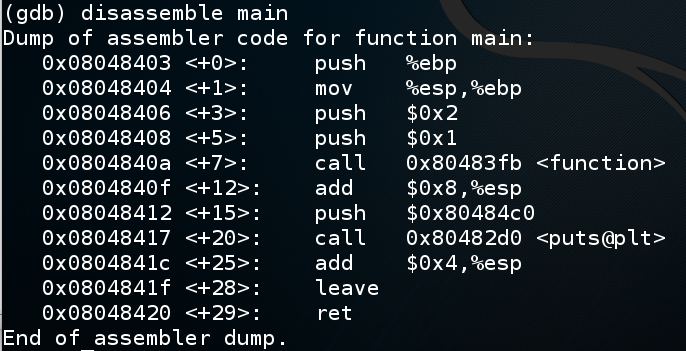 (gdb) disassemble main
Dump of assembler code for function main:
   0x08048403 <+0>:     push   %ebp
   0x08048404 <+1>:     mov    %esp,%ebp
   0x08048406 <+3>:     push   $0x2
   0x08048408 <+5>:     push   $0x1
   0x0804840a <+7>:     call   0x80483fb <function>
   0x0804840f <+12>:    add    $0x8,%esp
   0x08048412 <+15>:    push   $0x80484c0
   0x08048417 <+20>:    call   0x80482d0 <puts@plt>
   0x0804841c <+25>:    add    $0x4,%esp
   0x0804841f <+28>:    leave
   0x08048420 <+29>:    ret
End of assembler dump.